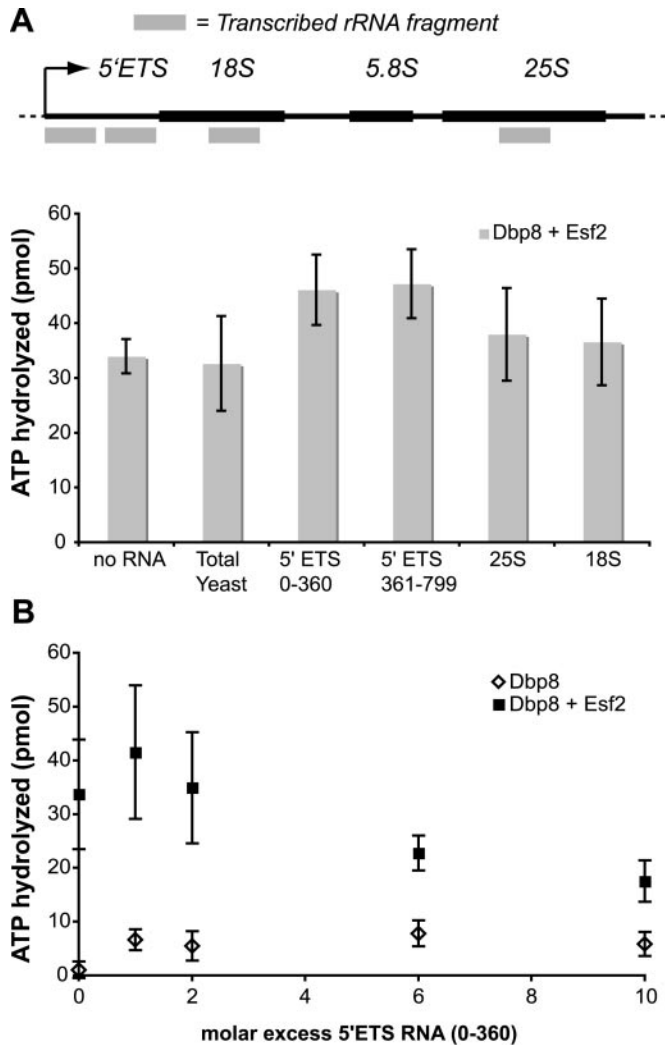 A
= Transcribed rRNA fragment
5'ETS 18S 5.8S 25S
60
50
40
30
20
10
0
ATP hydrolyzed (pmol)
Dbp8 + Esf2
no RNA
Total Yeast
5' ETS 0-360
5' ETS 361-799
25S
18S
B
60
50
40
30
20
10
0
ATP hydrolyzed (pmol)
Dbp8
Dbp8 + Esf2
0 2 4 6 8 10
molar excess 5'ETS RNA (0-360)